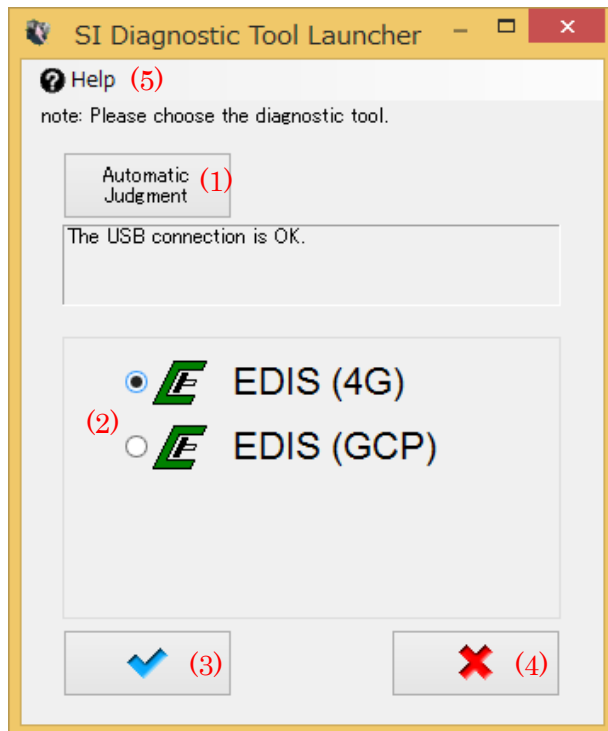 SI Diagnostic Tool Launcher
Help (5)
note: Please choose the diagnostic tool.
Automatic (1)
Judgment
The USB connection is OK.
EDIS (4G)
(2)
EDIS (GCP)
(3) (4)